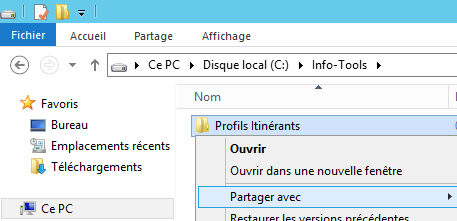 Fichier Accueil Partage Affichage
Ce PC Disque local (C:) Info-Tools
Favoris
Bureau
Emplacements récents
Téléchargements
Ce PC
Nom
Profils Itinérants
Ouvrir
Ouvrir dans une nouvelle fenêtre
Partager avec
Restaurer les versions précédentes